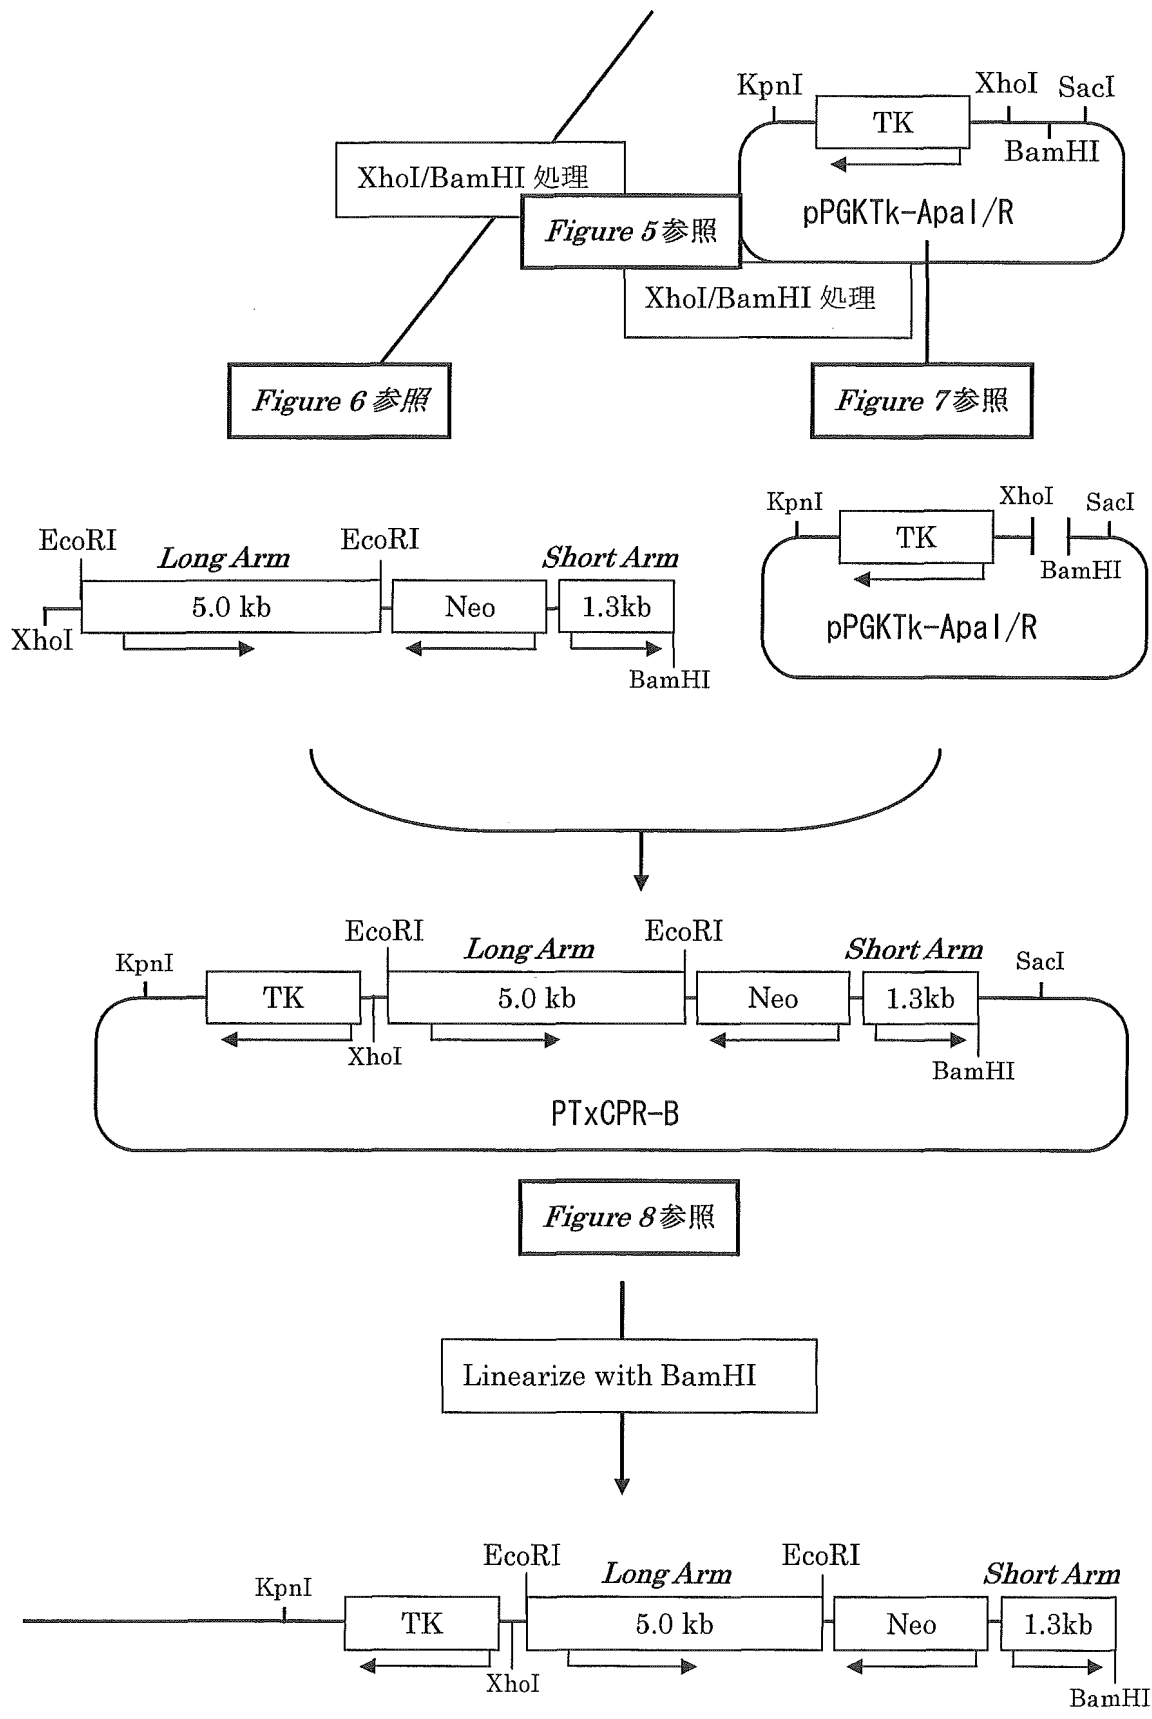 KpnI
XhoI
SacI
TK
BamHI
XhoI/BamHI 処理
pPGKTk-ApaI/R
Figure 5参照
XhoI/BamHI 処理
Figure 6 参照
Figure 7参照
KpnI
XhoI
SacI
EcoRI
Long Arm
EcoRI
Short Arm
TK
BamHI
5.0 kb
Neo
1.3kb
XhoI
pPGKTk-ApaI/R
BamHI
EcoRI
Long Arm
EcoRI
Short Arm
KpnI
SacI
TK
5.0 kb
Neo
1.3kb
XhoI
BamHI
PTxCPR-B
Figure 8参照
Linearize with BamHI
EcoRI
Long Arm
EcoRI
Short Arm
KpnI
TK
5.0 kb
Neo
1.3kb
XhoI
BamHI